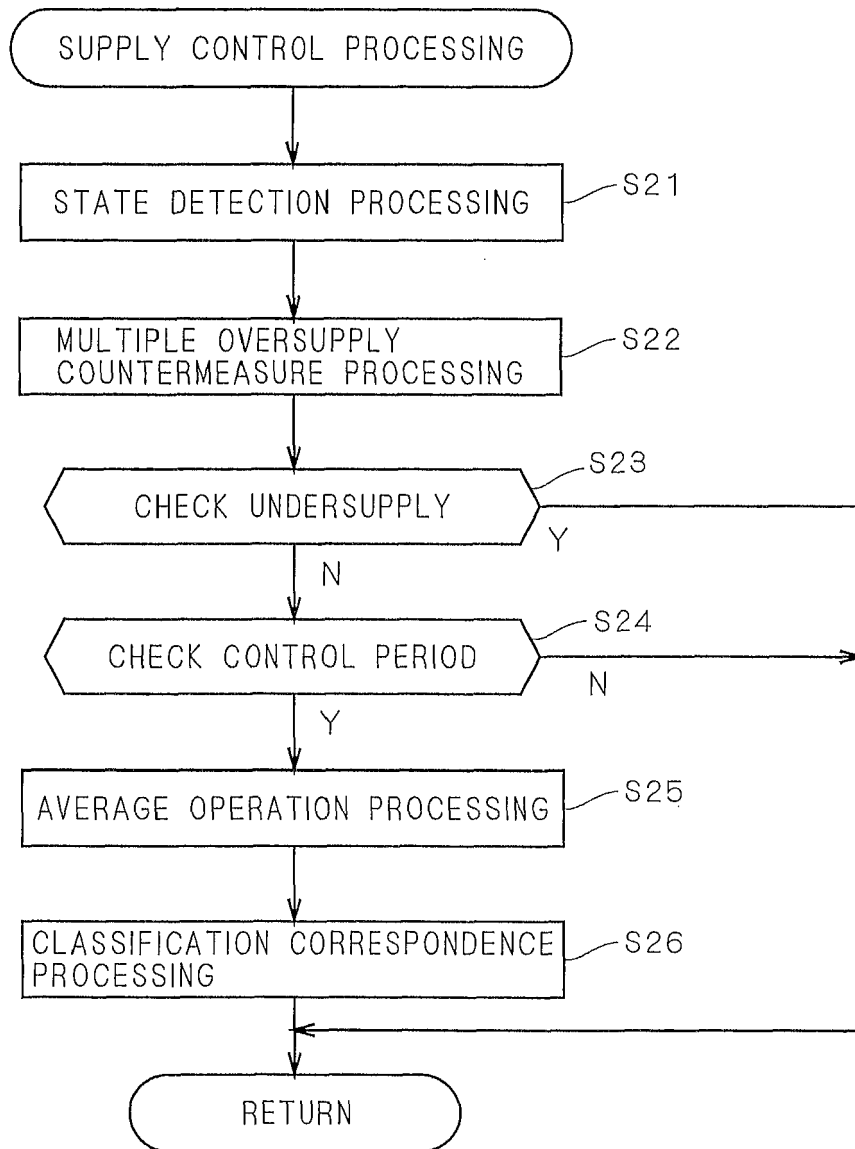 SUPPLY CONTROL PROCESSING
STATE DETECTION PROCESSING
S21
MULTIPLE OVERSUPPLY
COUNTERMEASURE PROCESSING
S22
CHECK UNDERSUPPLY
S23
Y
N
CHECK CONTROL PERIOD
S24
N
Y
AVERAGE OPERATION PROCESSING
S25
CLASSIFICATION CORRESPONDENCE
PROCESSING
S26
RETURN